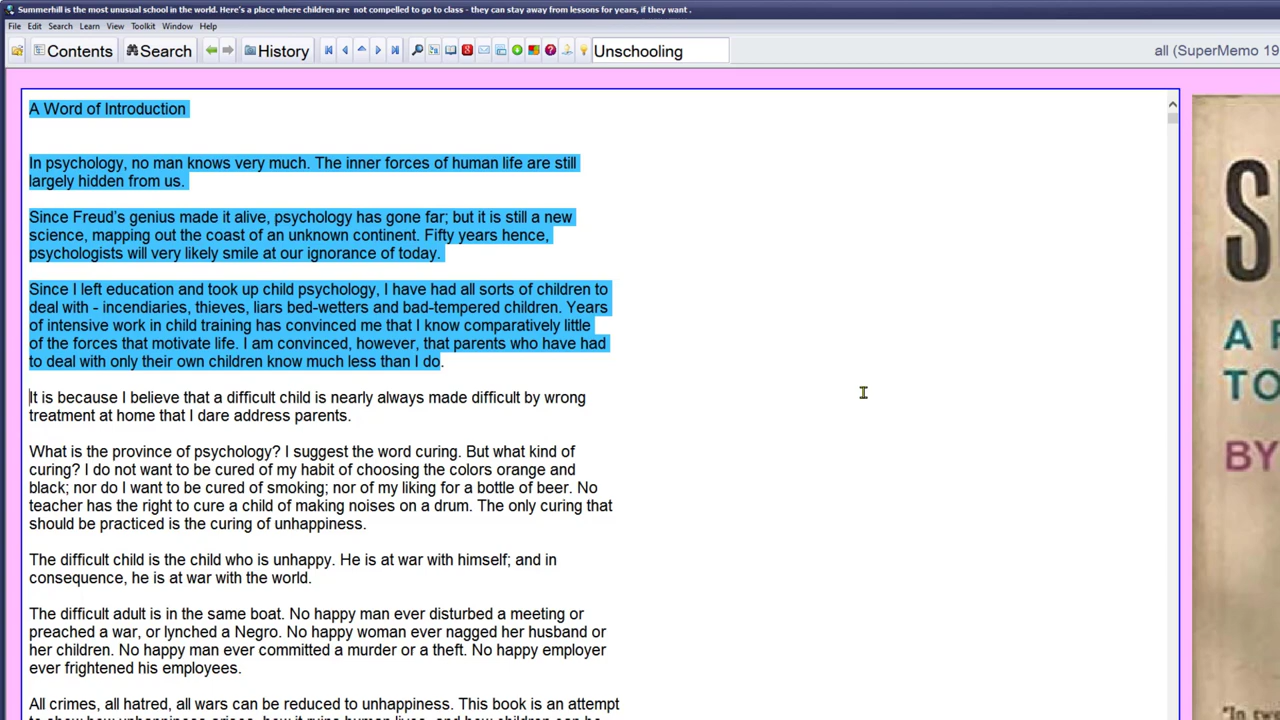 Summerhill is the most unusual school in the world. Here's a place where children are  not compelled to go to class - they can stay away from lessons for years, if they want .
File Edit Search Learn View Toolkit Window Help
Contents Search History Unschooling all (SuperMemo 19
A Word of Introduction
In psychology, no man knows very much. The inner forces of human life are still
largely hidden from us.
Since Freud's genius made it alive, psychology has gone far; but it is still a new
science, mapping out the coast of an unknown continent. Fifty years hence,
psychologists will very likely smile at our ignorance of today.
Since I left education and took up child psychology, I have had all sorts of children to
deal with - incendiaries, thieves, liars bed-wetters and bad-tempered children. Years
of intensive work in child training has convinced me that I know comparatively little
of the forces that motivate life. I am convinced, however, that parents who have had
to deal with only their own children know much less than I do.
It is because I believe that a difficult child is nearly always made difficult by wrong
treatment at home that I dare address parents.
What is the province of psychology? I suggest the word curing. But what kind of
curing? I do not want to be cured of my habit of choosing the colors orange and
black; nor do I want to be cured of smoking; nor of my liking for a bottle of beer. No
teacher has the right to cure a child of making noises on a drum. The only curing that
should be practiced is the curing of unhappiness.
The difficult child is the child who is unhappy. He is at war with himself; and in
consequence, he is at war with the world.
The difficult adult is in the same boat. No happy man ever disturbed a meeting or
preached a war, or lynched a Negro. No happy woman ever nagged her husband or
her children. No happy man ever committed a murder or a theft. No happy employer
ever frightened his employees.
All crimes, all hatred, all wars can be reduced to unhappiness. This book is an attempt
to show how unhappiness arises, how it ruins human lives, and how children can be
S
A
TO
BY